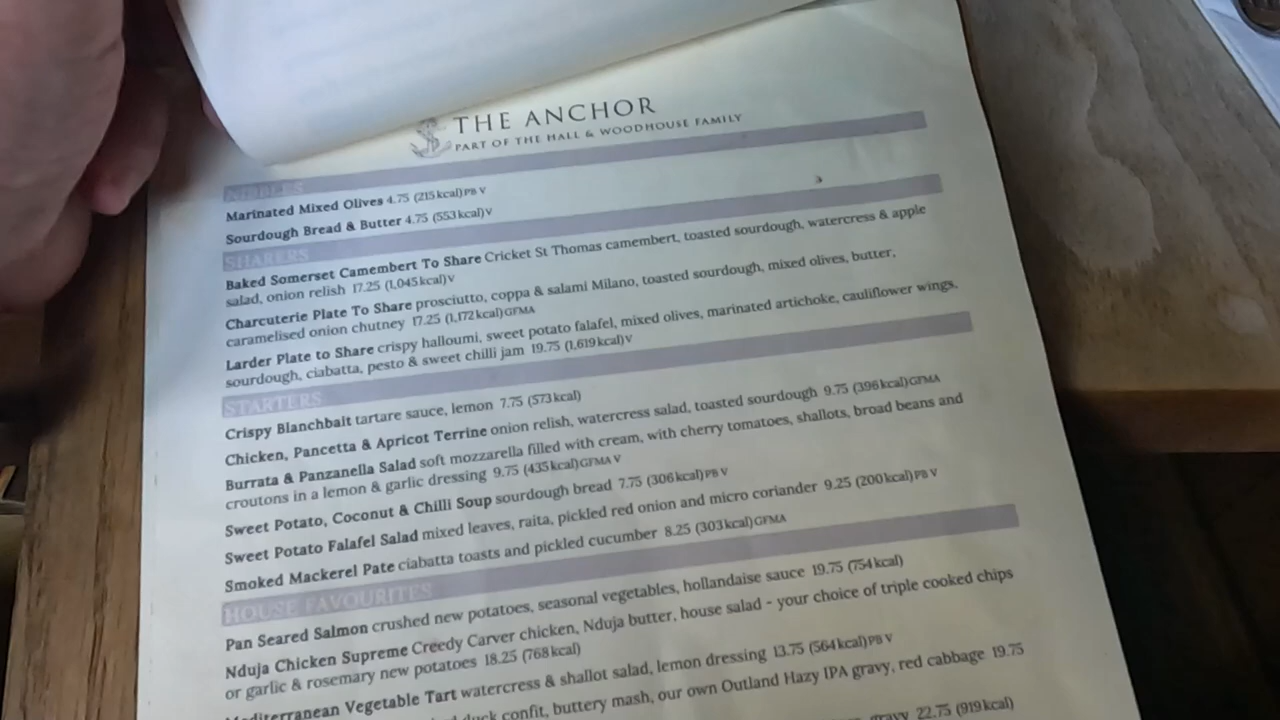 THE ANCHOR
PART OF THE HALL & WOODHOUSE FAMILY
NIBBLES
Marinated Mixed Olives 4.75 (215kcal)PB V
Sourdough Bread & Butter 4.75 (553kcal)V
SHARERS
Baked Somerset Camembert To Share Cricket St Thomas camembert, toasted sourdough, watercress & apple
salad, onion relish 17.25 (1,045kcal)V
Charcuterie Plate To Share prosciutto, coppa & salami Milano, toasted sourdough, mixed olives, butter,
caramelised onion chutney 17.25 (1,172kcal)GFMA
Larder Plate to Share crispy halloumi, sweet potato falafel, mixed olives, marinated artichoke, cauliflower wings,
sourdough, ciabatta, pesto & sweet chilli jam 19.75 (1,619kcal)V
STARTERS
Crispy Blanchbait tartare sauce, lemon 7.75 (573kcal)
Chicken, Pancetta & Apricot Terrine onion relish, watercress salad, toasted sourdough 9.75 (396kcal)GFMA
Burrata & Panzanella Salad soft mozzarella filled with cream, with cherry tomatoes, shallots, broad beans and
croutons in a lemon & garlic dressing 9.75 (435kcal)GFMA V
Sweet Potato, Coconut & Chilli Soup sourdough bread 7.75 (306kcal)PB V
Sweet Potato Falafel Salad mixed leaves, raita, pickled red onion and micro coriander 9.25 (200kcal)PB V
Smoked Mackerel Pate ciabatta toasts and pickled cucumber 8.25 (303kcal)GFMA
HOUSE FAVOURITES
Pan Seared Salmon crushed new potatoes, seasonal vegetables, hollandaise sauce 19.75 (754kcal)
Nduja Chicken Supreme Creedy Carver chicken, Nduja butter, house salad - your choice of triple cooked chips
or garlic & rosemary new potatoes 18.25 (768kcal)
Mediterranean Vegetable Tart watercress & shallot salad, lemon dressing 13.75 (564kcal)PB V
duck confit, buttery mash, our own Outland Hazy IPA gravy, red cabbage 19.75
gravy 22.75 (919kcal)